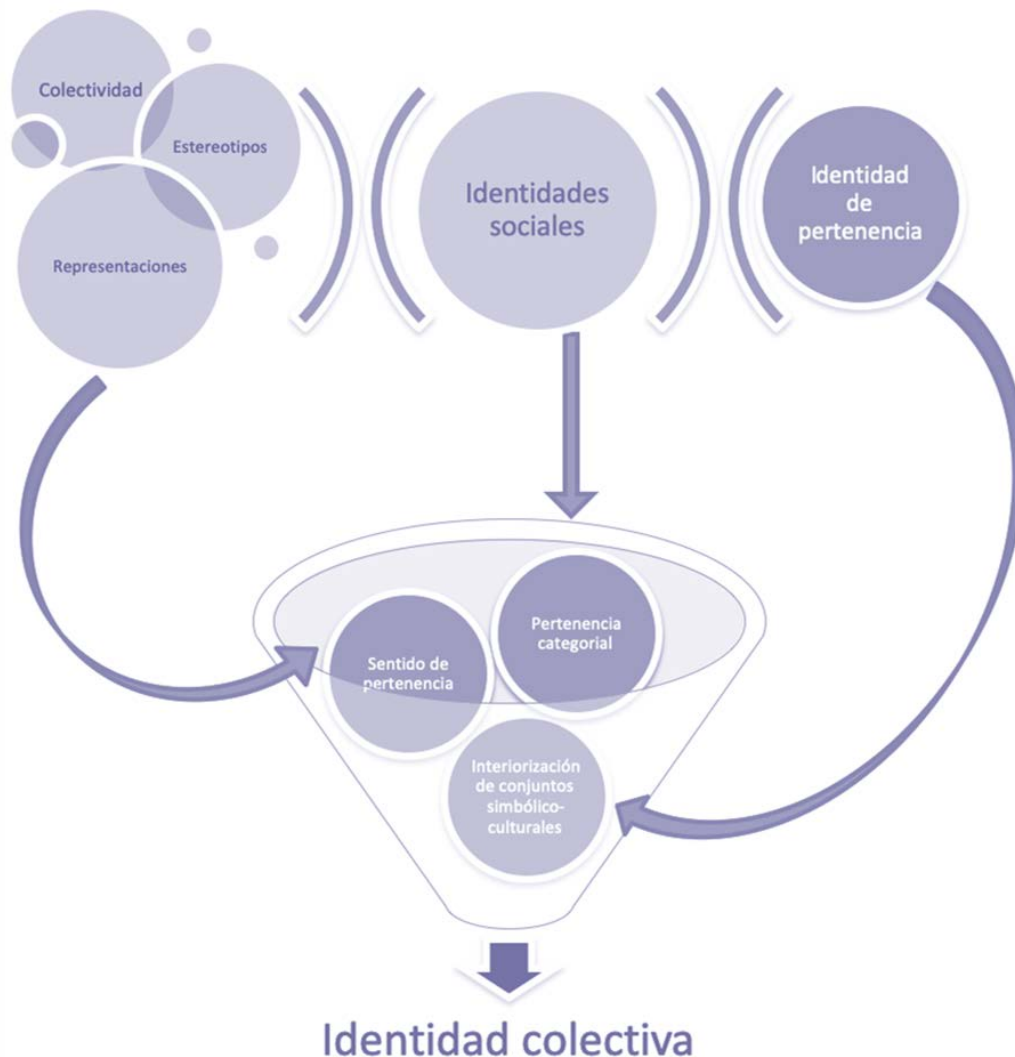 Colectividad
Estereotipos
Representaciones
Identidades
sociales
Identidad
de
pertenencia
Sentido de
pertenencia
Pertenencia
categorial
Interiorización
de conjuntos
simbólico-
culturales
Identidad colectiva